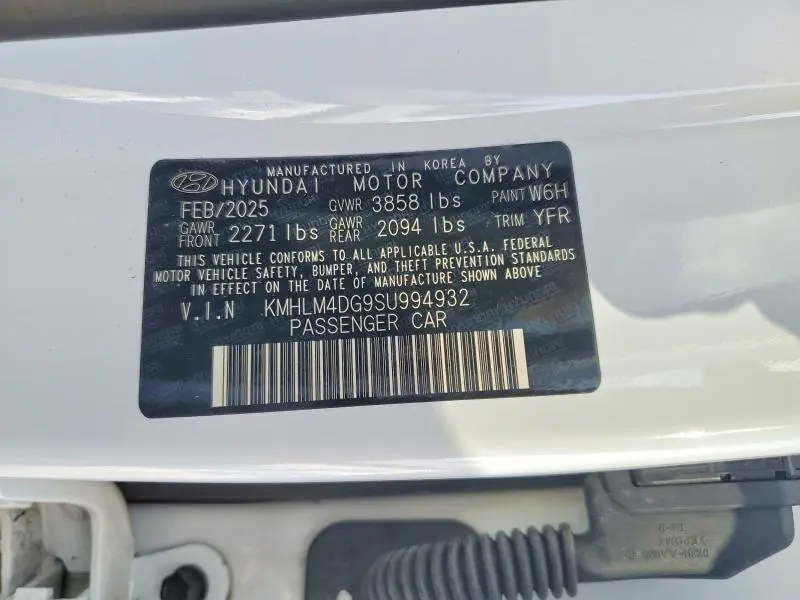 MANUFACTURED IN KOREA BY
HYUNDAI MOTOR COMPANY
FEB/2025 GVWR 3858 lbs PAINT W6H
GAWR FRONT 2271 lbs GAWR REAR 2094 lbs TRIM YFR
THIS VEHICLE CONFORMS TO ALL APPLICABLE U.S.A. FEDERAL
MOTOR VEHICLE SAFETY, BUMPER, AND THEFT PREVENTION STANDARDS
IN EFFECT ON THE DATE OF MANUFACTURE SHOWN ABOVE
V.I.N KMHLM4DG9SU994932
PASSENGER CAR
>EPDM<